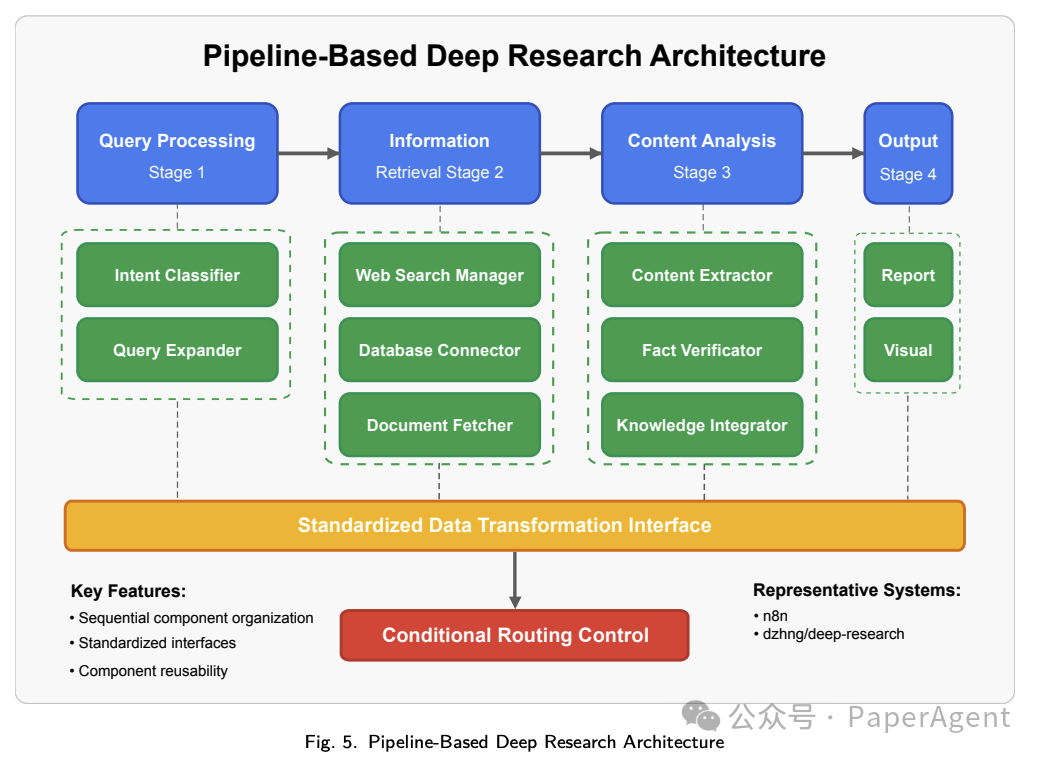 Pipeline-Based Deep Research Architecture
Query Processing
Stage 1
Information
Retrieval Stage 2
Content Analysis
Stage 3
Output
Stage 4
Intent Classifier
Query Expander
Web Search Manager
Database Connector
Document Fetcher
Content Extractor
Fact Verificator
Knowledge Integrator
Report
Visual
Standardized Data Transformation Interface
Conditional Routing Control
Key Features:
• Sequential component organization
• Standardized interfaces
• Component reusability
Representative Systems:
• n8n
• dzhng/deep-research
公众号 · PaperAgent
Fig. 5. Pipeline-Based Deep Research Architecture